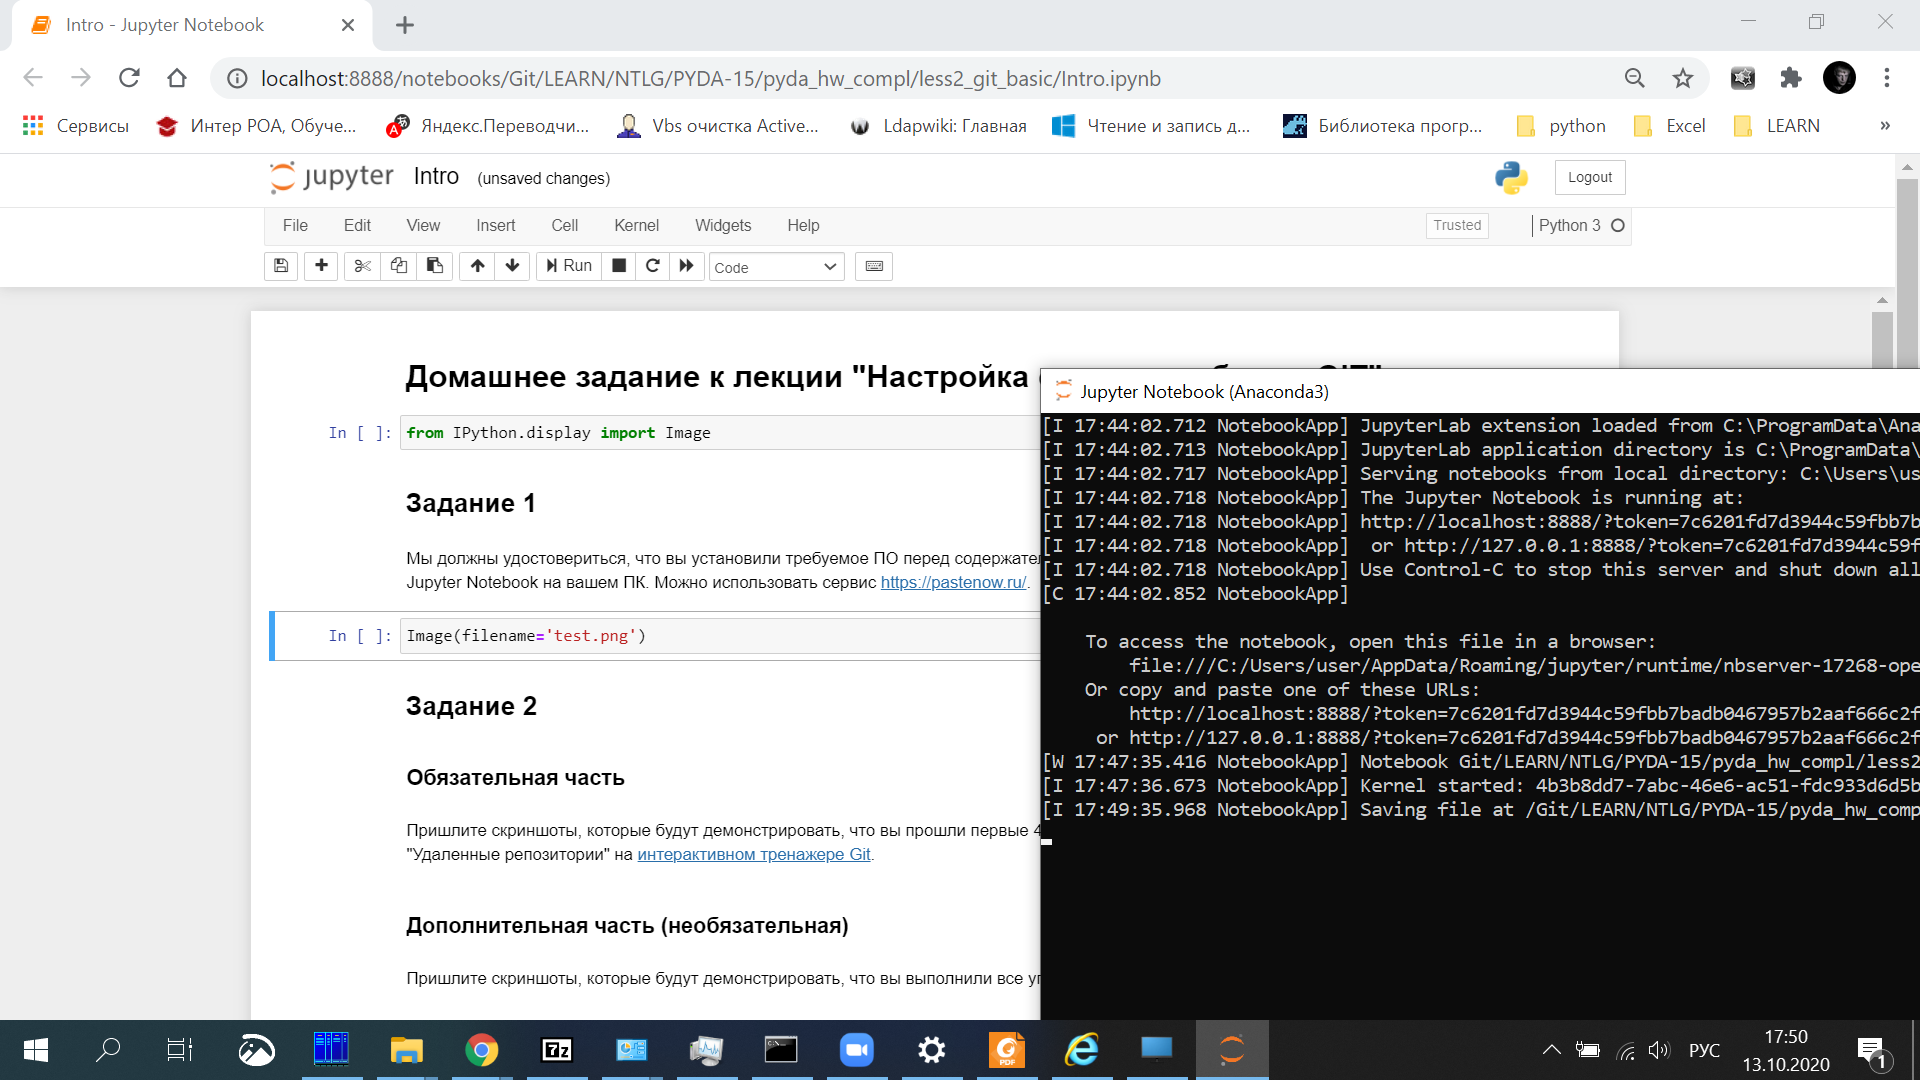 Intro - Jupyter Notebook
localhost:8888/notebooks/Git/LEARN/NTLG/PYDA-15/pyda_hw_compl/less2_git_basic/Intro.ipynb
Сервисы Интер РОА, Обуче... Яндекс.Переводчи... Vbs очистка Active... Ldapwiki: Главная Чтение и запись д... Библиотека прогр... python Excel LEARN »
jupyter Intro (unsaved changes) Logout
File Edit View Insert Cell Kernel Widgets Help Trusted Python 3
Run Code
Домашнее задание к лекции "Настройка
In [ ]: from IPython.display import Image
Задание 1
Мы должны удостовериться, что вы установили требуемое ПО перед содержател
Jupyter Notebook на вашем ПК. Можно использовать сервис https://pastenow.ru/.
In [ ]: Image(filename='test.png')
Задание 2
Обязательная часть
Пришлите скриншоты, которые будут демонстрировать, что вы прошли первые 4
"Удаленные репозитории" на интерактивном тренажере Git.
Дополнительная часть (необязательная)
Пришлите скриншоты, которые будут демонстрировать, что вы выполнили все уп
Jupyter Notebook (Anaconda3)
[I 17:44:02.712 NotebookApp] JupyterLab extension loaded from C:\ProgramData\Ana
[I 17:44:02.713 NotebookApp] JupyterLab application directory is C:\ProgramData\
[I 17:44:02.717 NotebookApp] Serving notebooks from local directory: C:\Users\us
[I 17:44:02.718 NotebookApp] The Jupyter Notebook is running at:
[I 17:44:02.718 NotebookApp] http://localhost:8888/?token=7c6201fd7d3944c59fbb7b
[I 17:44:02.718 NotebookApp]  or http://127.0.0.1:8888/?token=7c6201fd7d3944c59f
[I 17:44:02.718 NotebookApp] Use Control-C to stop this server and shut down all
[C 17:44:02.852 NotebookApp]
To access the notebook, open this file in a browser:
file:///C:/Users/user/AppData/Roaming/jupyter/runtime/nbserver-17268-ope
Or copy and paste one of these URLs:
http://localhost:8888/?token=7c6201fd7d3944c59fbb7badb0467957b2aaf666c2f
or http://127.0.0.1:8888/?token=7c6201fd7d3944c59fbb7badb0467957b2aaf666c2f
[W 17:47:35.416 NotebookApp] Notebook Git/LEARN/NTLG/PYDA-15/pyda_hw_compl/less2
[I 17:47:36.673 NotebookApp] Kernel started: 4b3b8dd7-7abc-46e6-ac51-fdc933d6d5b
[I 17:49:35.968 NotebookApp] Saving file at /Git/LEARN/NTLG/PYDA-15/pyda_hw_comp
7z PDF РУС 17:50
13.10.2020 1